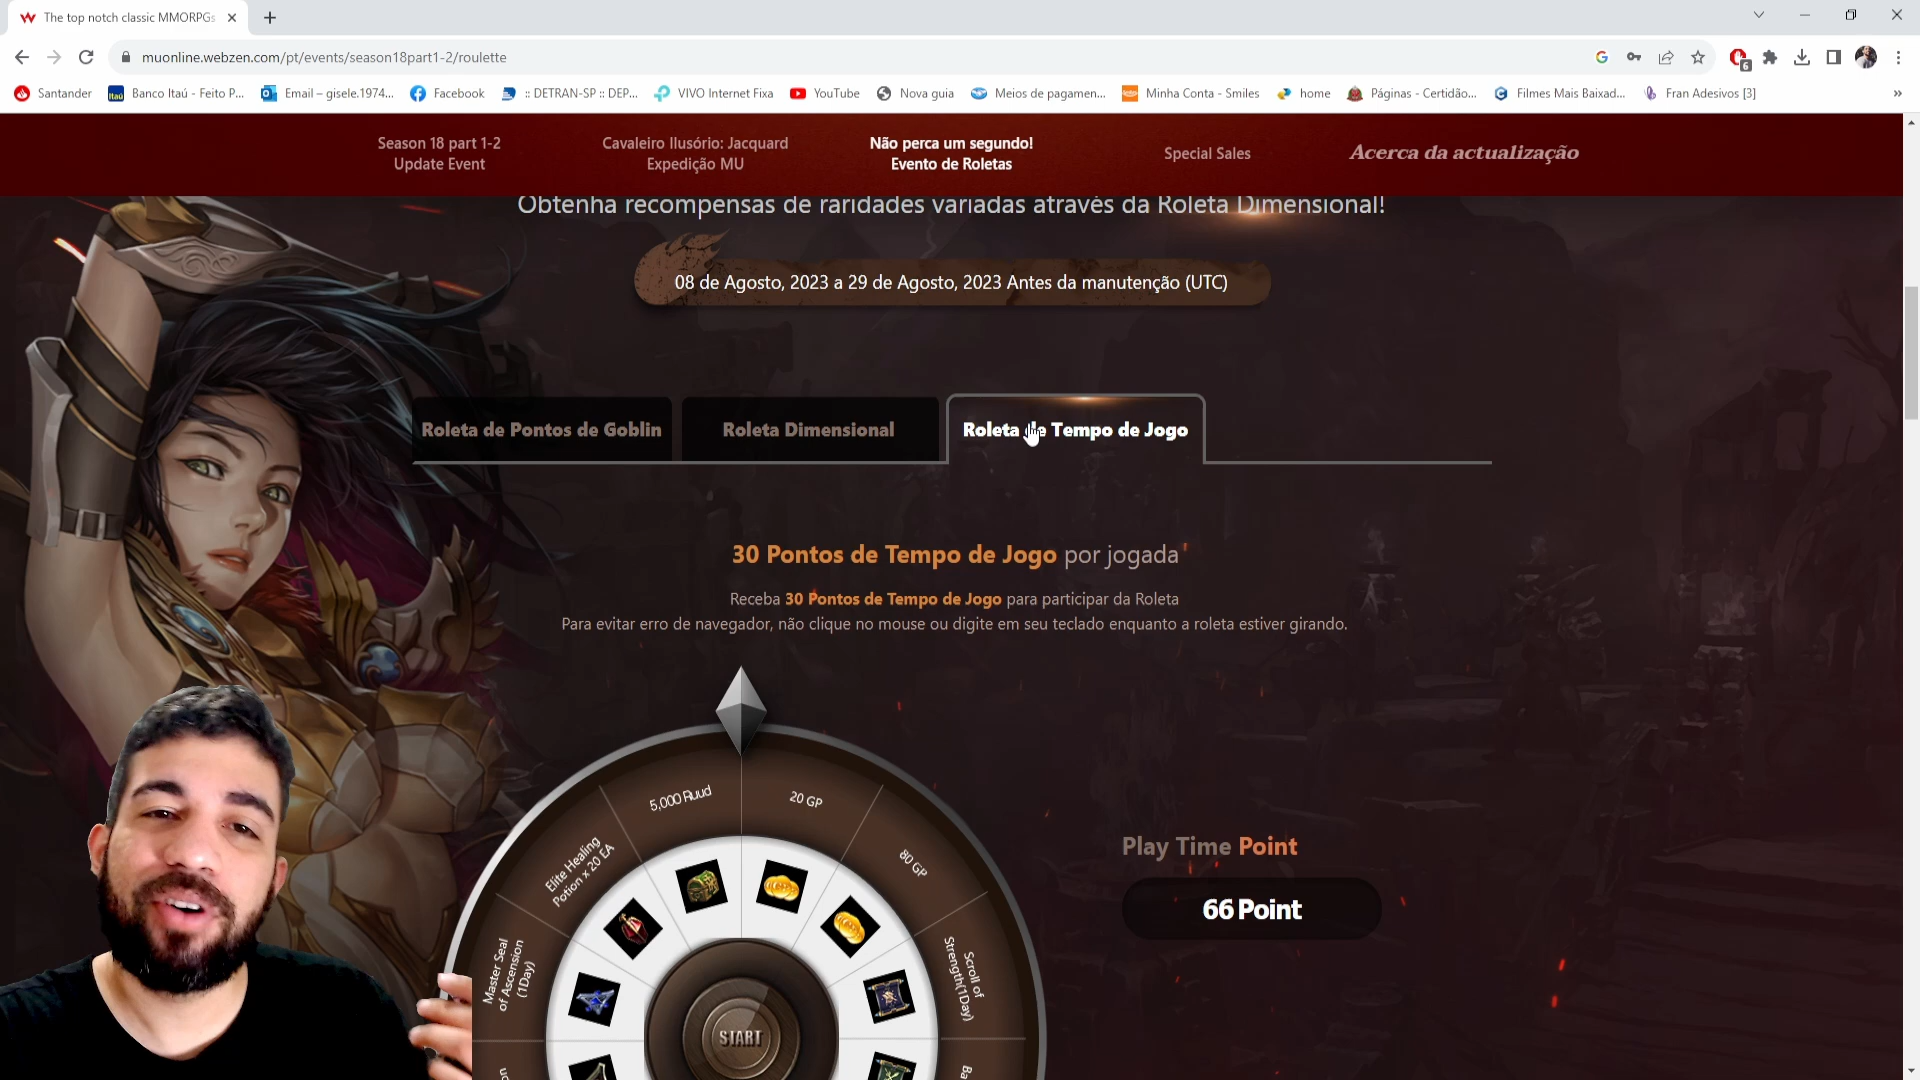 The top notch classic MMORPGs
muonline.webzen.com/pt/events/season18part1-2/roulette
6
Santander
Banco Itaú - Feito P...
Email – gisele.1974...
Facebook
:: DETRAN-SP :: DEP...
VIVO Internet Fixa
YouTube
Nova guia
Meios de pagamen...
Minha Conta - Smiles
home
Páginas - Certidão...
Filmes Mais Baixad...
Fran Adesivos [3]
»
Season 18 part 1-2
Update Event
Cavaleiro Ilusório: Jacquard
Expedição MU
Não perca um segundo!
Evento de Roletas
Special Sales
Acerca da actualização
Obtenha recompensas de raridades variadas através da Roleta Dimensional!
08 de Agosto, 2023 a 29 de Agosto, 2023 Antes da manutenção (UTC)
Roleta de Pontos de Goblin
Roleta Dimensional
Roleta de Tempo de Jogo
30 Pontos de Tempo de Jogo por jogada
Receba 30 Pontos de Tempo de Jogo para participar da Roleta
Para evitar erro de navegador, não clique no mouse ou digite em seu teclado enquanto a roleta estiver girando.
5,000 Ruud
20 GP
Elite Healing
Potion x 20 EA
80 GP
Master Seal
of Ascension
(1Day)
Scroll of
Strength(1Day)
START
Play Time Point
66 Point